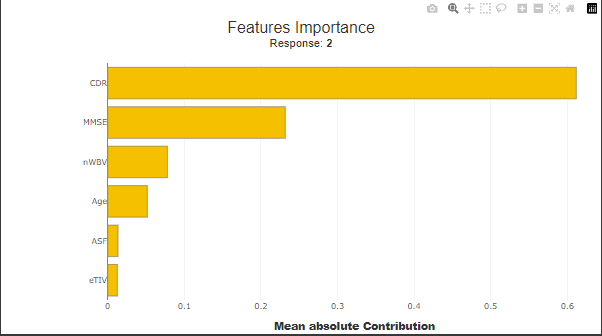 Features Importance
Response: 2
CDR
MMSE
nWBV
Age
ASF
eTIV
0 0.1 0.2 0.3 0.4 0.5 0.6
Mean absolute Contribution